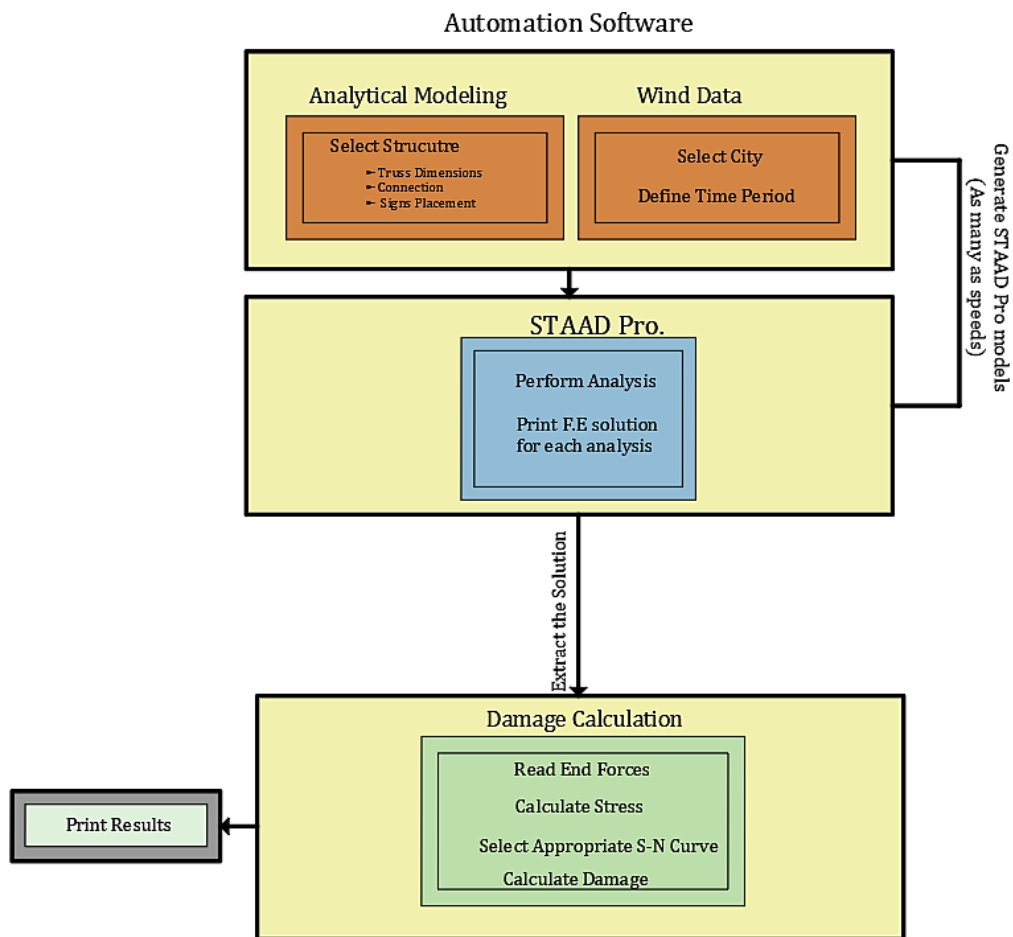 Automation Software
Analytical Modeling
Wind Data
Select Strucutre
► Truss Dimensions
► Connection
► Signs Placement
Select City
Define Time Period
Generate STAAD Pro models
(As many as speeds)
STAAD Pro.
Perform Analysis
Print F.E solution
for each analysis
Extract the Solution
Damage Calculation
Read End Forces
Calculate Stress
Select Appropriate S-N Curve
Calculate Damage
Print Results